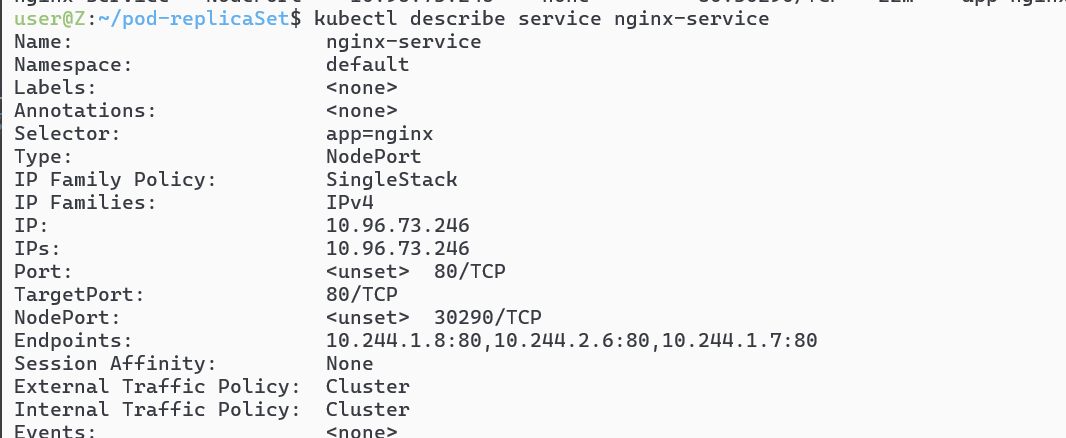 user@Z:~/pod-replicaSet$ kubectl describe service nginx-service
Name:                     nginx-service
Namespace:                default
Labels:                   <none>
Annotations:              <none>
Selector:                 app=nginx
Type:                     NodePort
IP Family Policy:         SingleStack
IP Families:              IPv4
IP:                       10.96.73.246
IPs:                      10.96.73.246
Port:                     <unset>  80/TCP
TargetPort:               80/TCP
NodePort:                 <unset>  30290/TCP
Endpoints:                10.244.1.8:80,10.244.2.6:80,10.244.1.7:80
Session Affinity:         None
External Traffic Policy:  Cluster
Internal Traffic Policy:  Cluster
Events:                   <none>